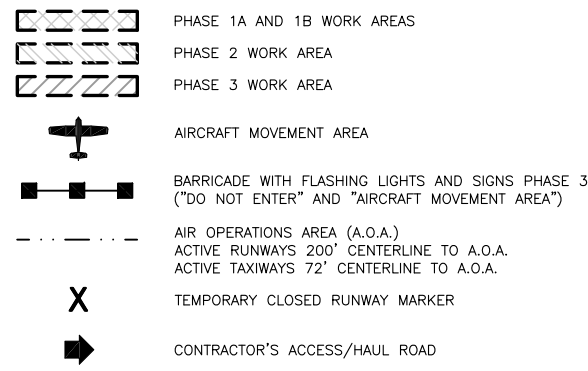 PHASE 1A AND 1B WORK AREAS
PHASE 2 WORK AREA
PHASE 3 WORK AREA
AIRCRAFT MOVEMENT AREA
BARRICADE WITH FLASHING LIGHTS AND SIGNS PHASE 3
("DO NOT ENTER" AND "AIRCRAFT MOVEMENT AREA")
AIR OPERATIONS AREA (A.O.A.)
ACTIVE RUNWAYS 200' CENTERLINE TO A.O.A.
ACTIVE TAXIWAYS 72' CENTERLINE TO A.O.A.
X TEMPORARY CLOSED RUNWAY MARKER
CONTRACTOR'S ACCESS/HAUL ROAD